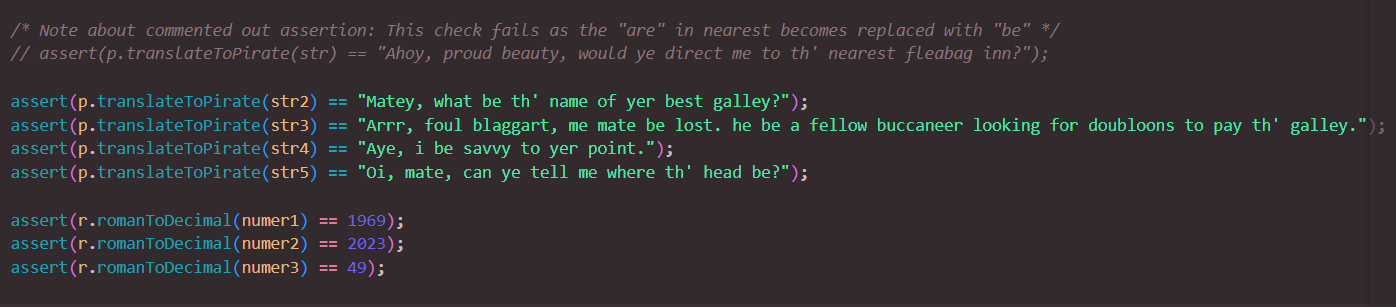 /* Note about commented out assertion: This check fails as the "are" in nearest becomes replaced with "be" */
// assert(p.translateToPirate(str) == "Ahoy, proud beauty, would ye direct me to th' nearest fleabag inn?");
assert(p.translateToPirate(str2) == "Matey, what be th' name of yer best galley?");
assert(p.translateToPirate(str3) == "Arrr, foul blaggart, me mate be lost. he be a fellow buccaneer looking for doubloons to pay th' galley.");
assert(p.translateToPirate(str4) == "Aye, i be savvy to yer point.");
assert(p.translateToPirate(str5) == "Oi, mate, can ye tell me where th' head be?");
assert(r.romanToDecimal(numer1) == 1969);
assert(r.romanToDecimal(numer2) == 2023);
assert(r.romanToDecimal(numer3) == 49);